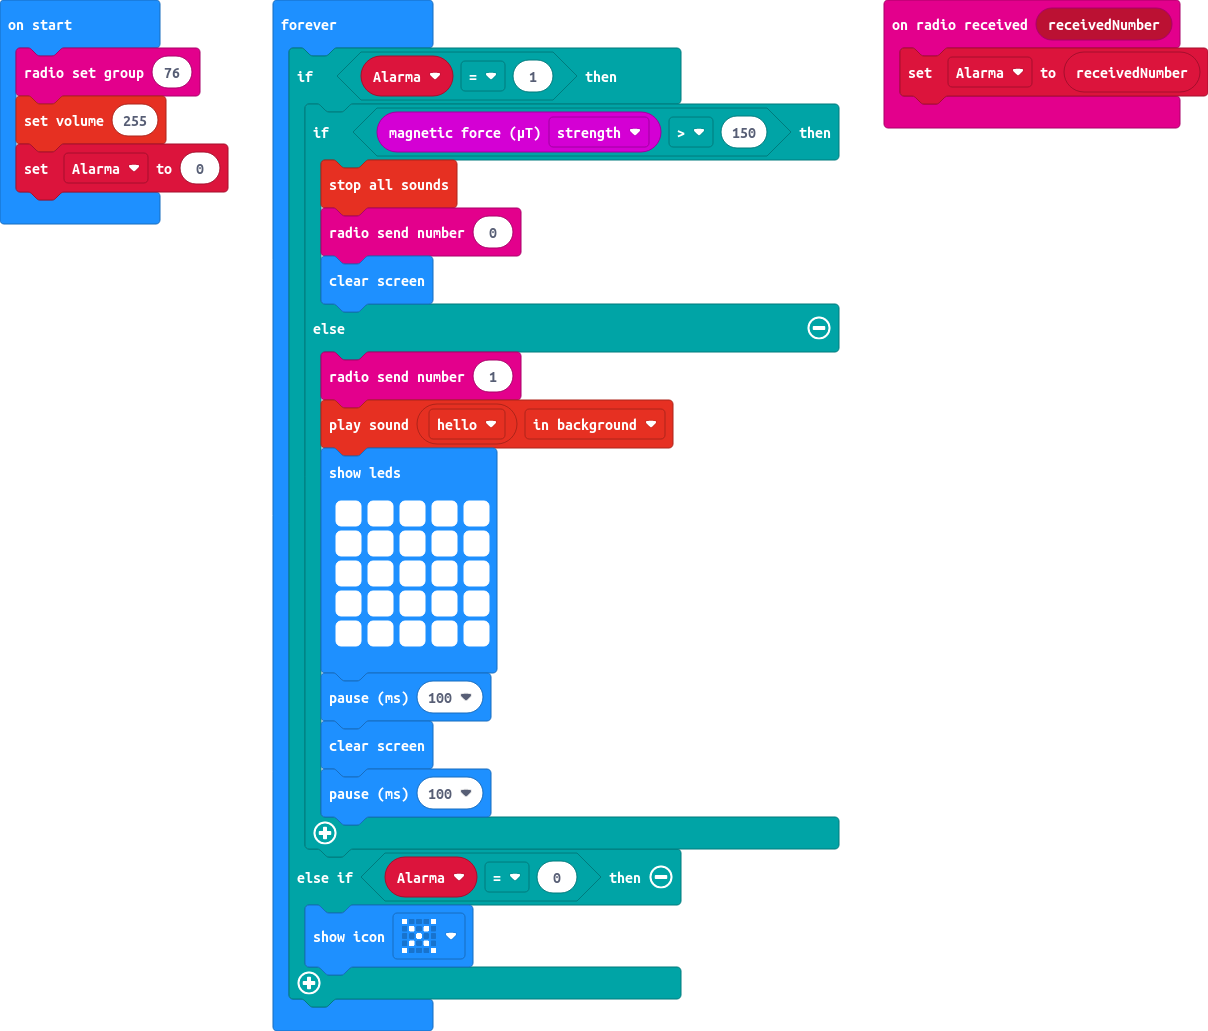 on start
radio set group 76
set volume 255
set Alarma to 0
forever
if Alarma = 1 then
if magnetic force (µT) strength > 150 then
stop all sounds
radio send number 0
clear screen
else
radio send number 1
play sound hello in background
show leds
pause (ms) 100
clear screen
pause (ms) 100
else if Alarma = 0 then
show icon
on radio received receivedNumber
set Alarma to receivedNumber